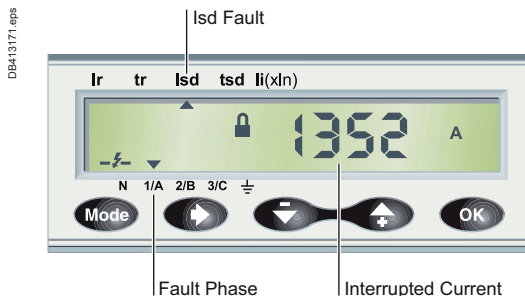 DB413171.eps
Isd Fault
Ir tr Isd tsd Ii(xIn)
1352 A
N 1/A 2/B 3/C
Mode OK
Fault Phase Interrupted Current